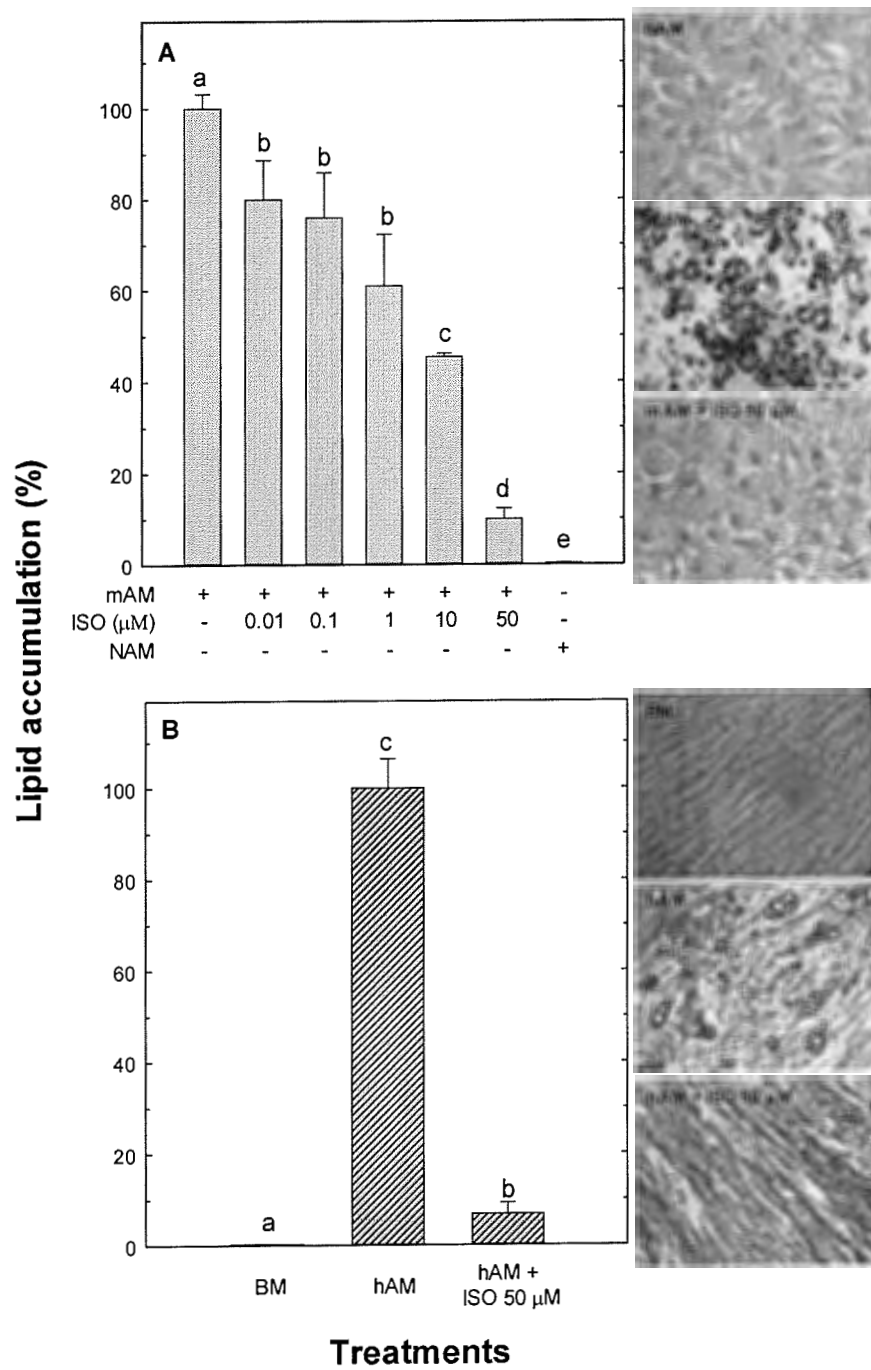 A
a
100
b
b
80
b
60
c
40
20
d
e
0
mAM + + + + + + -
ISO (μM) - 0.01 0.1 1 10 50 -
NAM - - - - - - +
Lipid accumulation (%)
B
c
100
80
60
40
20
b
a
0
BM hAM hAM +
ISO 50 μM
Treatments